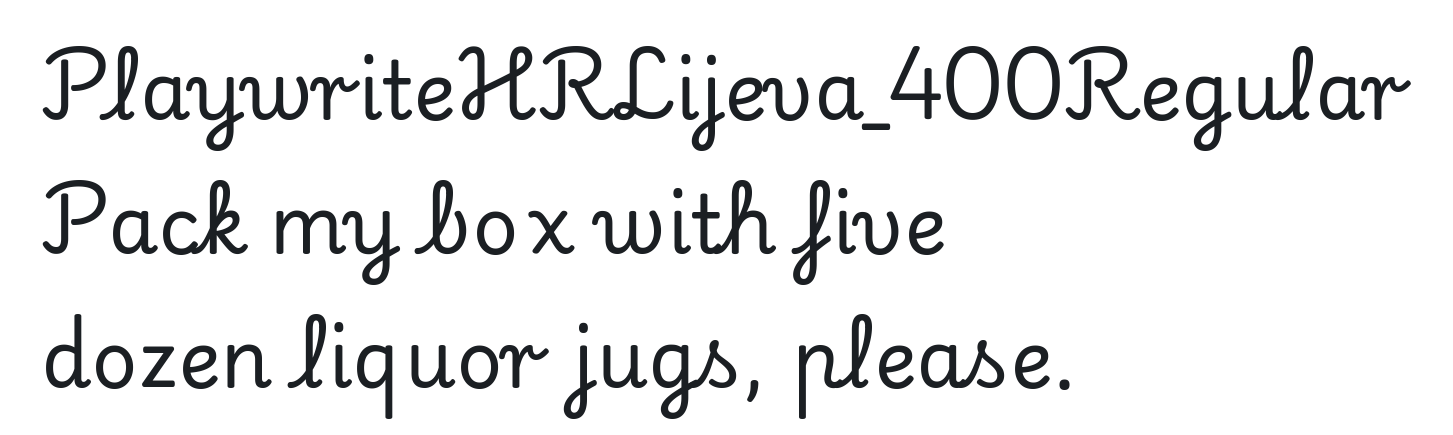 PlaywriteHRLijeva_400Regular
Pack my box with five
dozen liquor jugs, please.